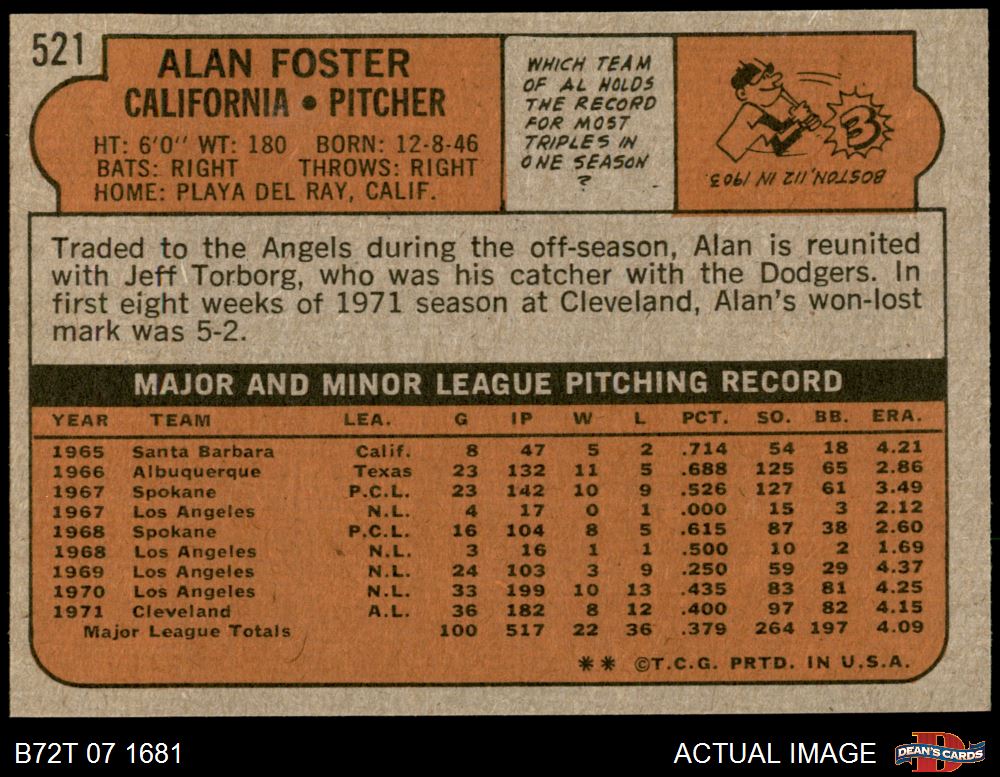 521
ALAN FOSTER
CALIFORNIA • PITCHER
HT: 6'0" WT: 180 BORN: 12-8-46
BATS: RIGHT THROWS: RIGHT
HOME: PLAYA DEL RAY, CALIF.
WHICH TEAM
OF AL HOLDS
THE RECORD
FOR MOST
TRIPLES IN
ONE SEASON
?
3
BOSTON, 112 IN 1903
Traded to the Angels during the off-season, Alan is reunited
with Jeff Torborg, who was his catcher with the Dodgers. In
first eight weeks of 1971 season at Cleveland, Alan's won-lost
mark was 5-2.
MAJOR AND MINOR LEAGUE PITCHING RECORD
YEAR TEAM LEA. G IP W L PCT. SO. BB. ERA.
1965 Santa Barbara Calif. 8 47 5 2 .714 54 18 4.21
1966 Albuquerque Texas 23 132 11 5 .688 125 65 2.86
1967 Spokane P.C.L. 23 142 10 9 .526 127 61 3.49
1967 Los Angeles N.L. 4 17 0 1 .000 15 3 2.12
1968 Spokane P.C.L. 16 104 8 5 .615 87 38 2.60
1968 Los Angeles N.L. 3 16 1 1 .500 10 2 1.69
1969 Los Angeles N.L. 24 103 3 9 .250 59 29 4.37
1970 Los Angeles N.L. 33 199 10 13 .435 83 81 4.25
1971 Cleveland A.L. 36 182 8 12 .400 97 82 4.15
Major League Totals 100 517 22 36 .379 264 197 4.09
** ©T.C.G. PRTD. IN U.S.A.
B72T 07 1681
ACTUAL IMAGE
D
DEAN'S CARDS